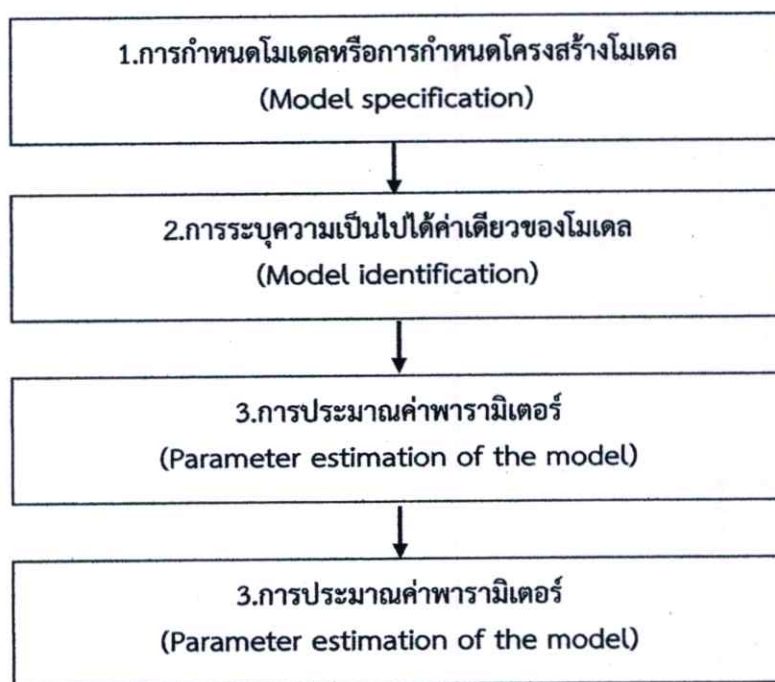 1.การกำหนดโมเดลหรือการกำหนดโครงสร้างโมเดล
(Model specification)
2.การระบุความเป็นไปได้ค่าเดียวของโมเดล
(Model identification)
3.การประมาณค่าพารามิเตอร์
(Parameter estimation of the model)
3.การประมาณค่าพารามิเตอร์
(Parameter estimation of the model)